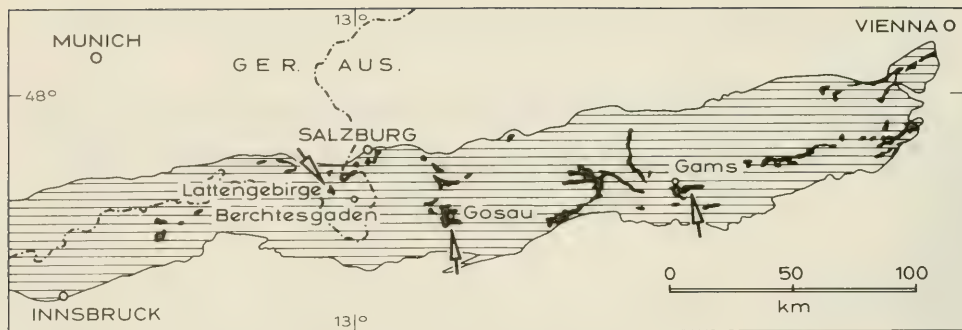 13°
VIENNA
MUNICH
GER. AUS.
48°
SALZBURG
Gams
Lattengebirge
Berchtesgaden
Gosau
0 50 100
km
INNSBRUCK
13°